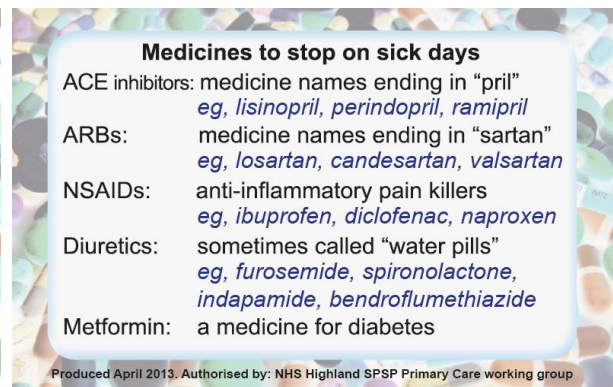 Medicines to stop on sick days
ACE inhibitors: medicine names ending in “pril”
eg, lisinopril, perindopril, ramipril
ARBs: medicine names ending in “sartan”
eg, losartan, candesartan, valsartan
NSAIDs: anti-inflammatory pain killers
eg, ibuprofen, diclofenac, naproxen
Diuretics: sometimes called “water pills”
eg, furosemide, spironolactone,
indapamide, bendroflumethiazide
Metformin: a medicine for diabetes
Produced April 2013. Authorised by: NHS Highland SPSP Primary Care working group